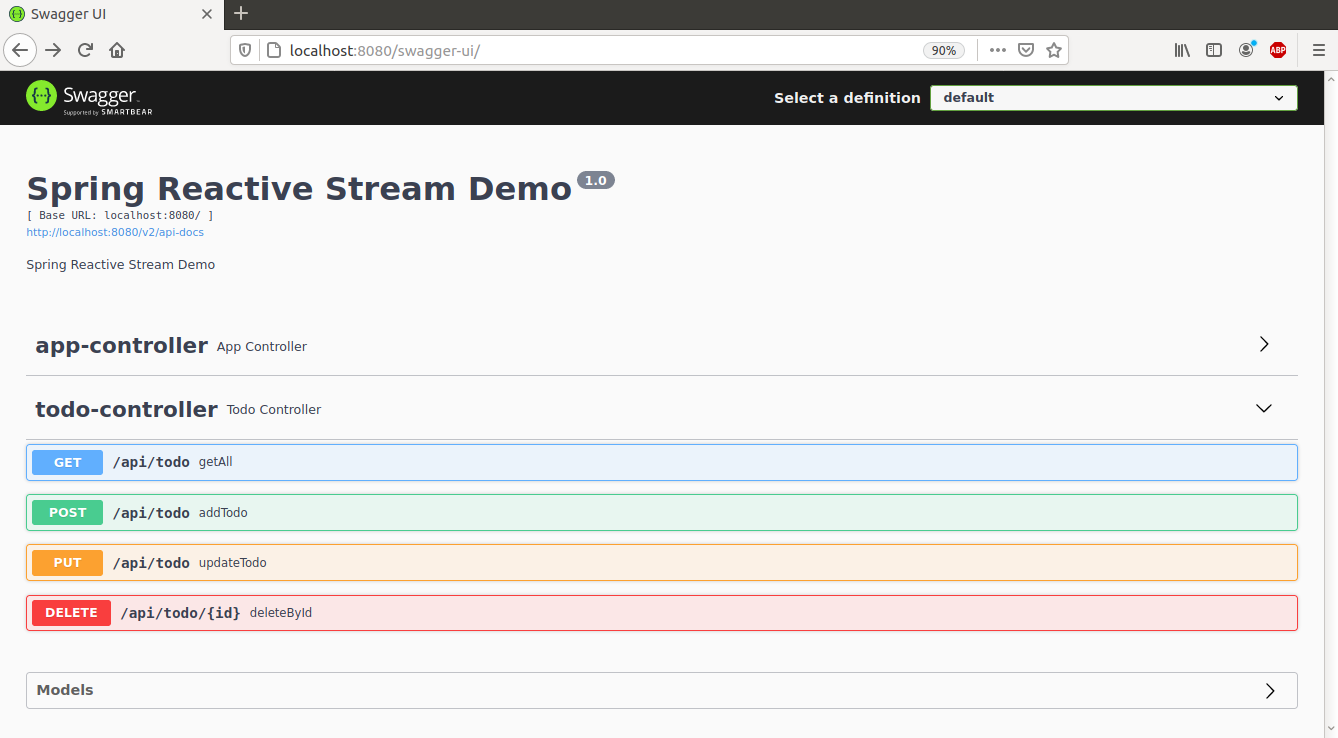 Swagger UI
localhost:8080/swagger-ui/
90%
ABP
{···} Swagger
Supported by SMARTBEAR
Select a definition
default
Spring Reactive Stream Demo 1.0
[ Base URL: localhost:8080/ ]
http://localhost:8080/v2/api-docs
Spring Reactive Stream Demo
app-controller App Controller
todo-controller Todo Controller
GET /api/todo getAll
POST /api/todo addTodo
PUT /api/todo updateTodo
DELETE /api/todo/{id} deleteById
Models